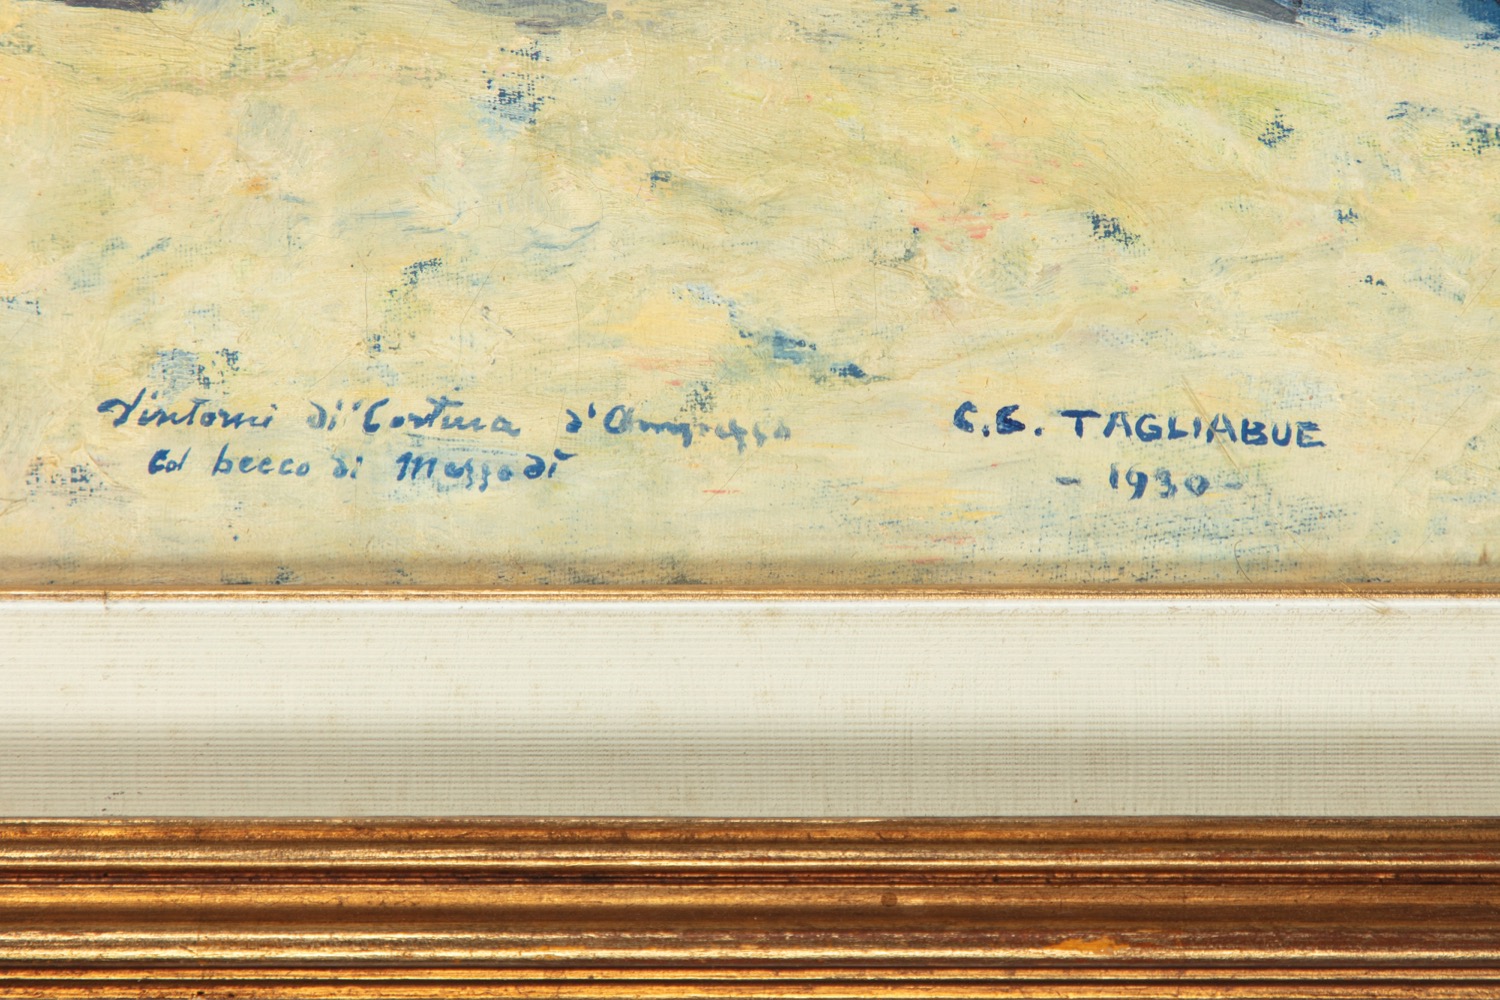 Dintorni di Cortina d'Ampezzo
Col becco di Mezzodì
C.G. TAGLIABUE
- 1930 -